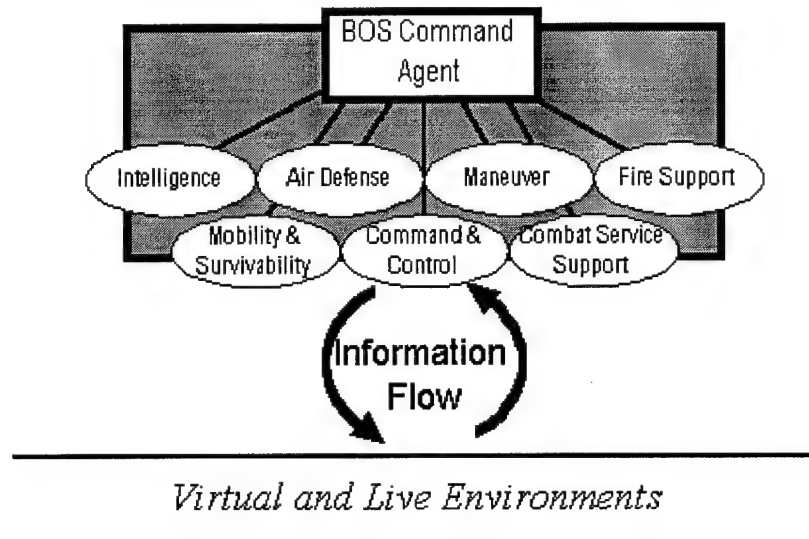 BOS Command
Agent
Intelligence
Air Defense
Maneuver
Fire Support
Mobility &
Survivability
Command &
Control
Combat Service
Support
Information
Flow
Virtual and Live Environments